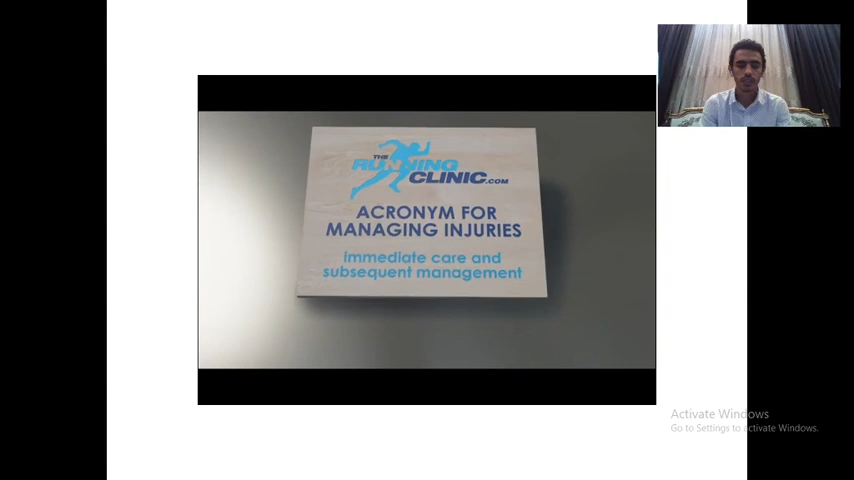 THE
RUNNING
CLINIC.COM
ACRONYM FOR
MANAGING INJURIES
immediate care and
subsequent management
Activate Windows
Go to Settings to activate Windows.